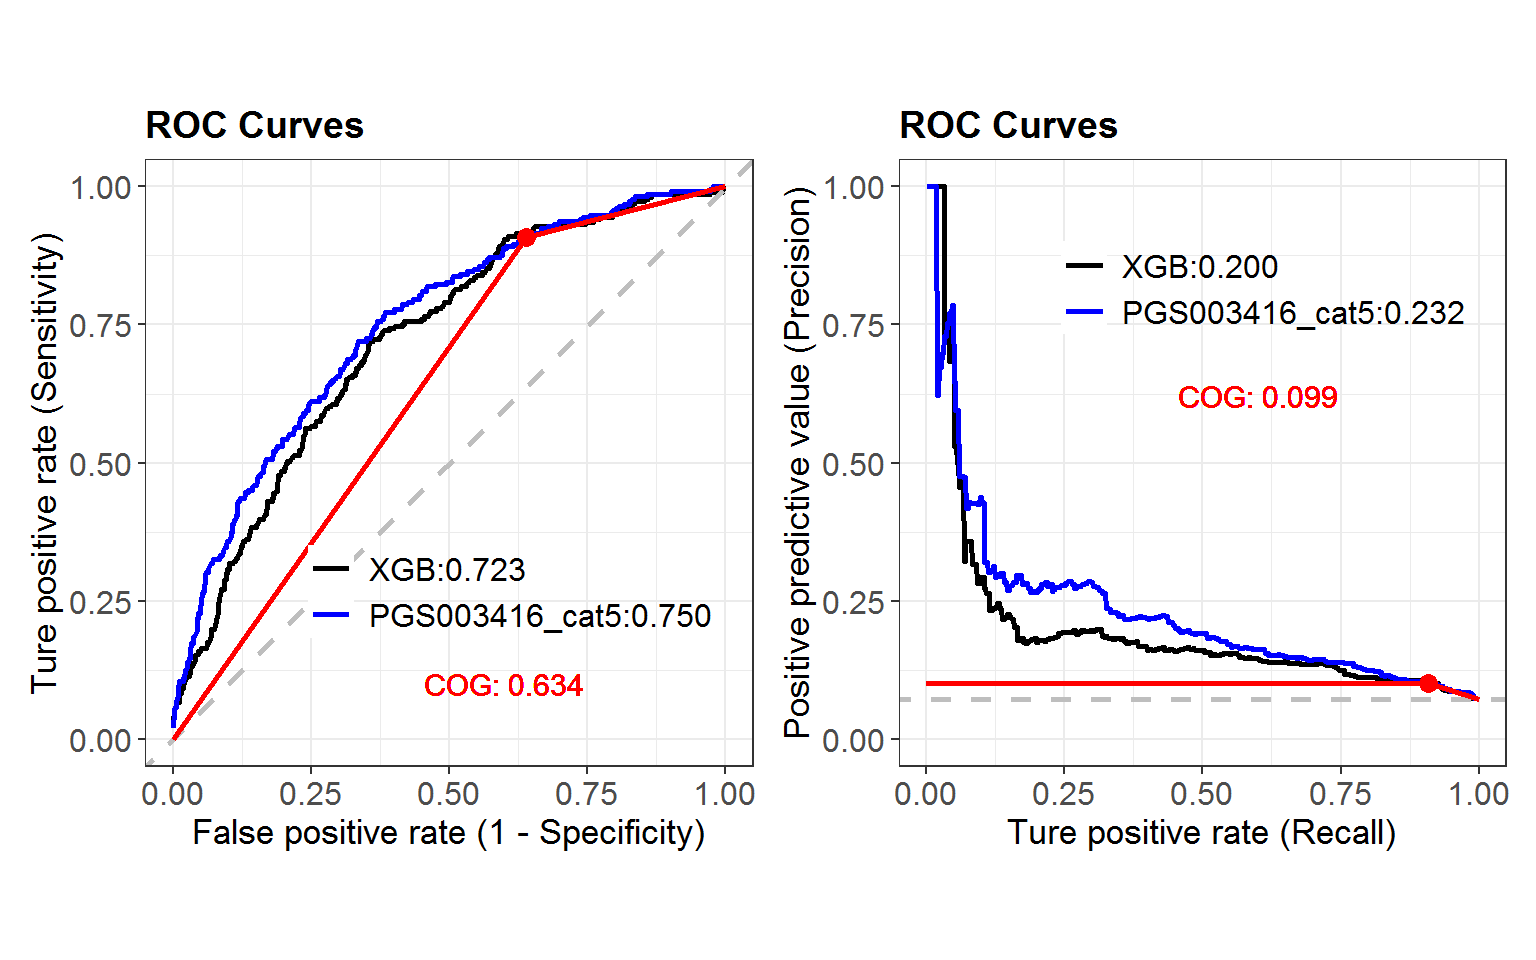 ROC Curves
Ture positive rate (Sensitivity)
1.00
0.75
0.50
0.25
0.00
XGB:0.723
PGS003416_cat5:0.750
COG: 0.634
0.00 0.25 0.50 0.75 1.00
False positive rate (1 - Specificity)
ROC Curves
Positive predictive value (Precision)
1.00
0.75
0.50
0.25
0.00
XGB:0.200
PGS003416_cat5:0.232
COG: 0.099
0.00 0.25 0.50 0.75 1.00
Ture positive rate (Recall)